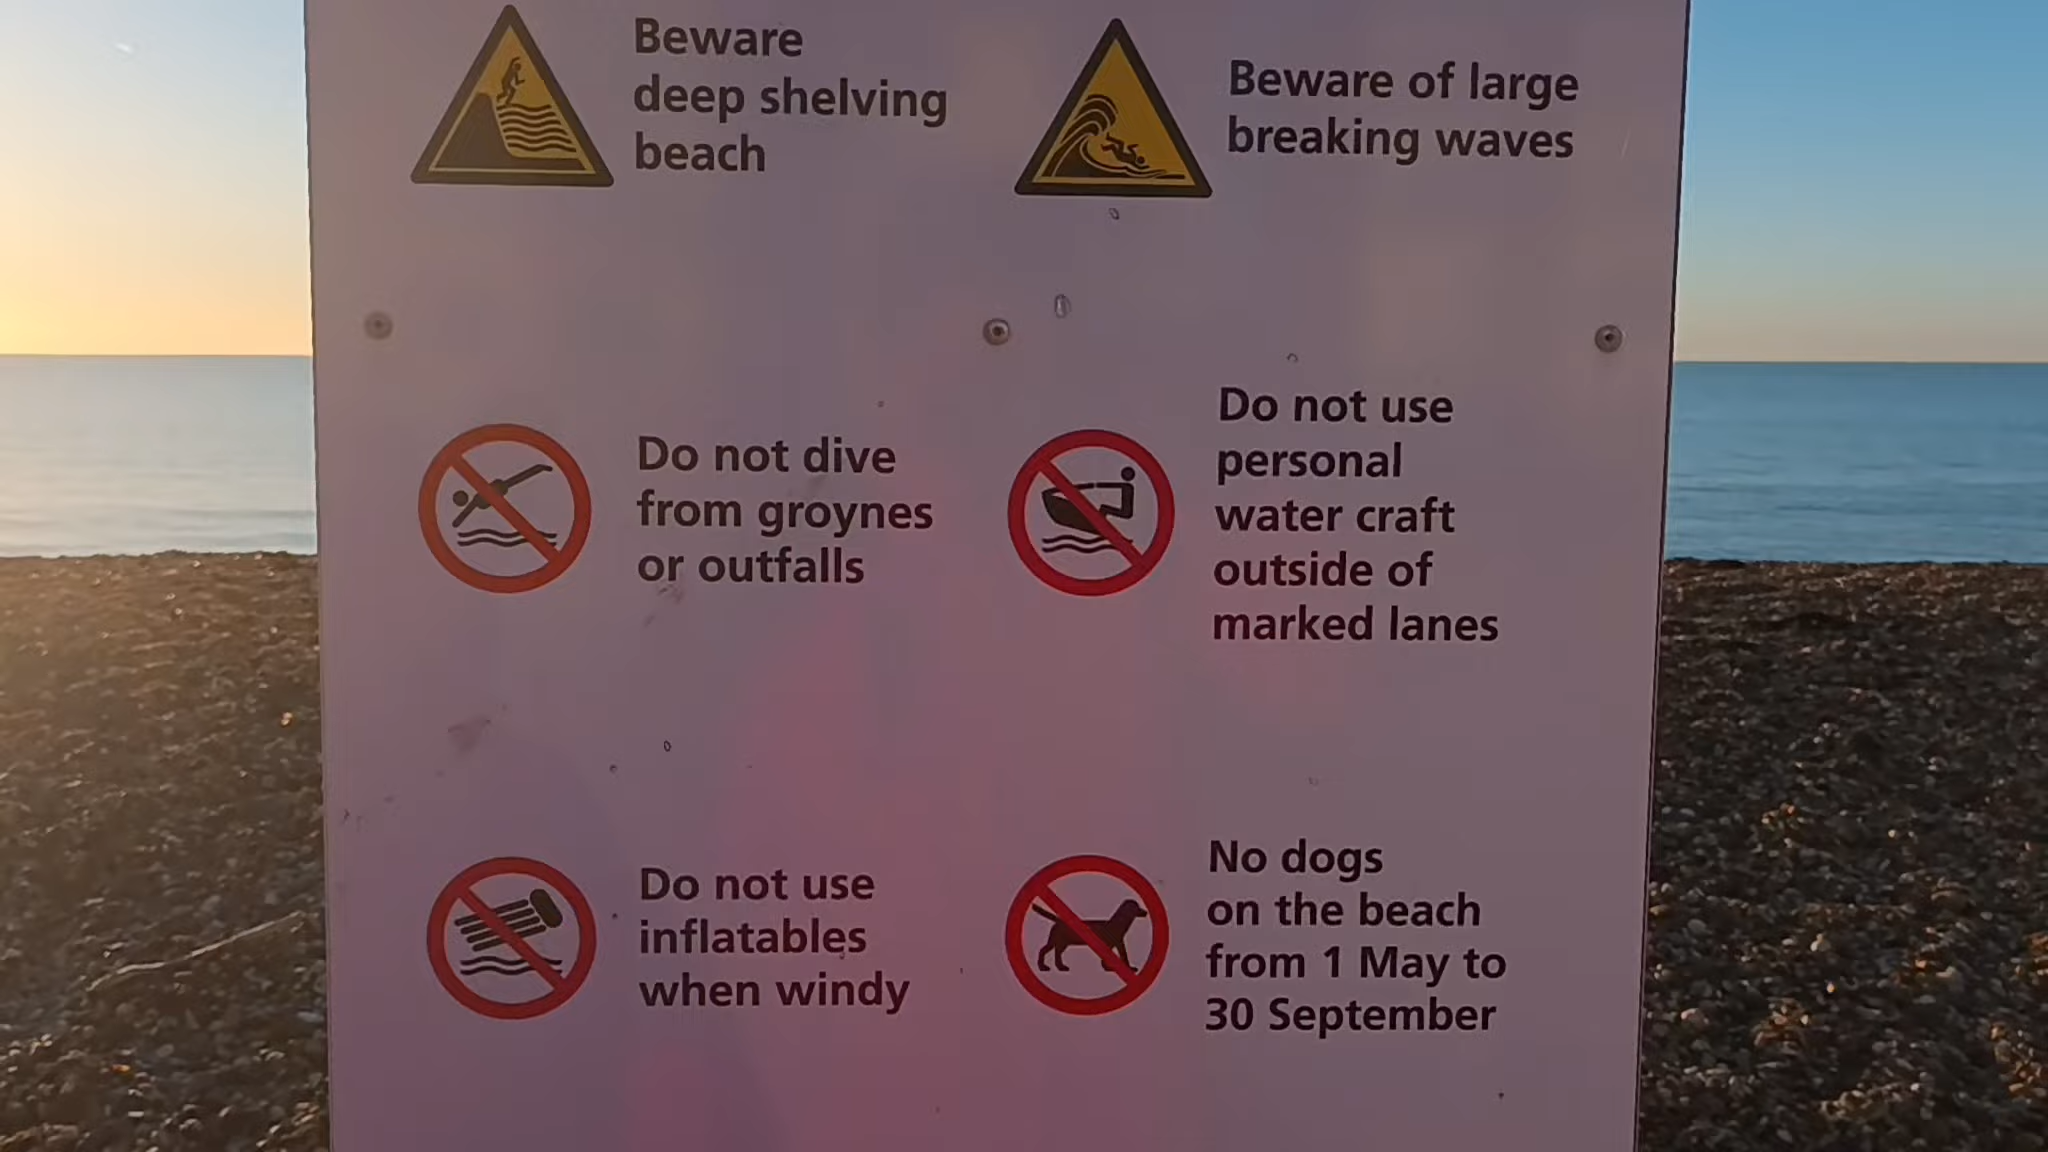 Beware
deep shelving
beach
Beware of large
breaking waves
Do not dive
from groynes
or outfalls
Do not use
personal
water craft
outside of
marked lanes
Do not use
inflatables
when windy
No dogs
on the beach
from 1 May to
30 September